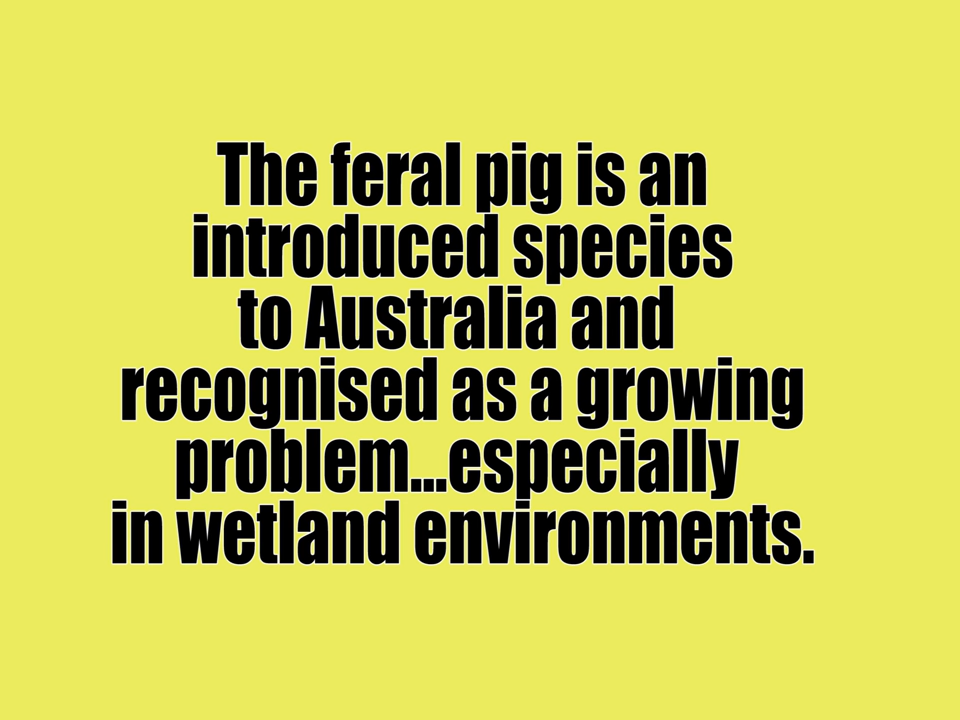 The feral pig is an
introduced species
to Australia and
recognised as a growing
problem...especially
in wetland environments.